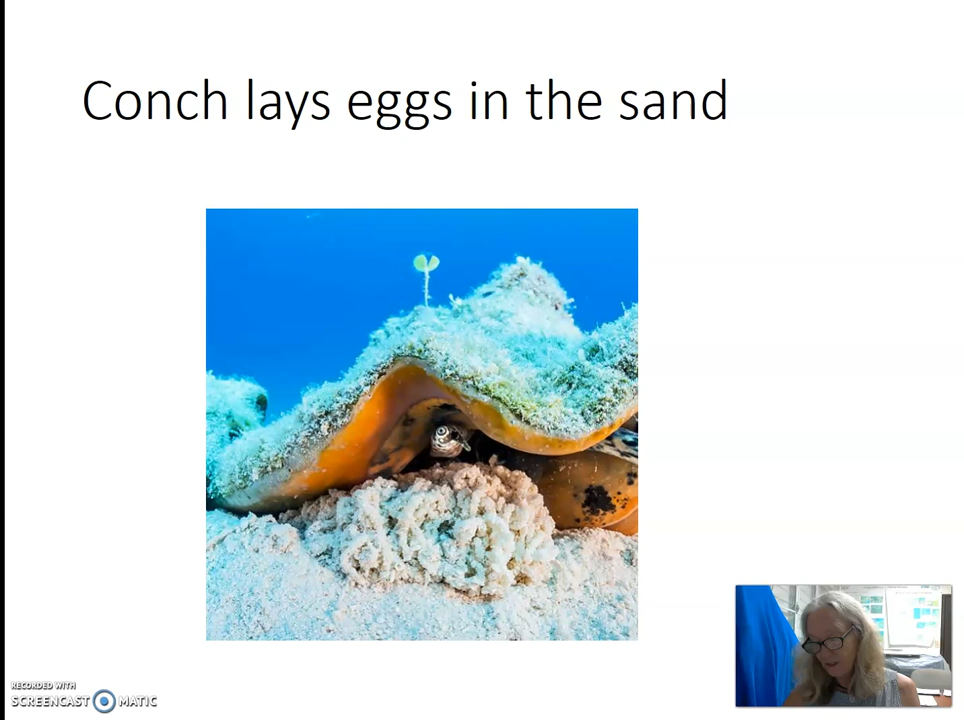 Conch lays eggs in the sand
RECORDED WITH
SCREENCAST MATIC